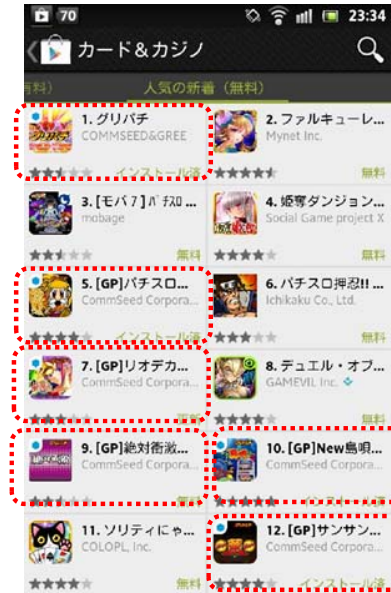 70 23:34
カード＆カジノ
有料） 人気の新着（無料）
1. グリパチ
COMMSEED&GREE
インストール済
2. ファルキューレ...
Mynet Inc.
無料
3. [モバ7]パチスロ ...
mobage
無料
4. 姫奪ダンジョン...
Social Game project X
無料
5. [GP]パチスロ...
CommSeed Corpora...
インストール済
6. パチスロ押忍!! ...
Ichikaku Co., Ltd.
無料
7. [GP]リオデカ...
CommSeed Corpora...
更新
8. デュエル・オブ...
GAMEVIL Inc.
無料
9. [GP]絶対衝激...
CommSeed Corpora...
無料
10. [GP]New島唄...
CommSeed Corpora...
インストール済
11. ソリティにゃ...
COLOPL, Inc.
無料
12. [GP]サンサン...
CommSeed Corpora...
インストール済